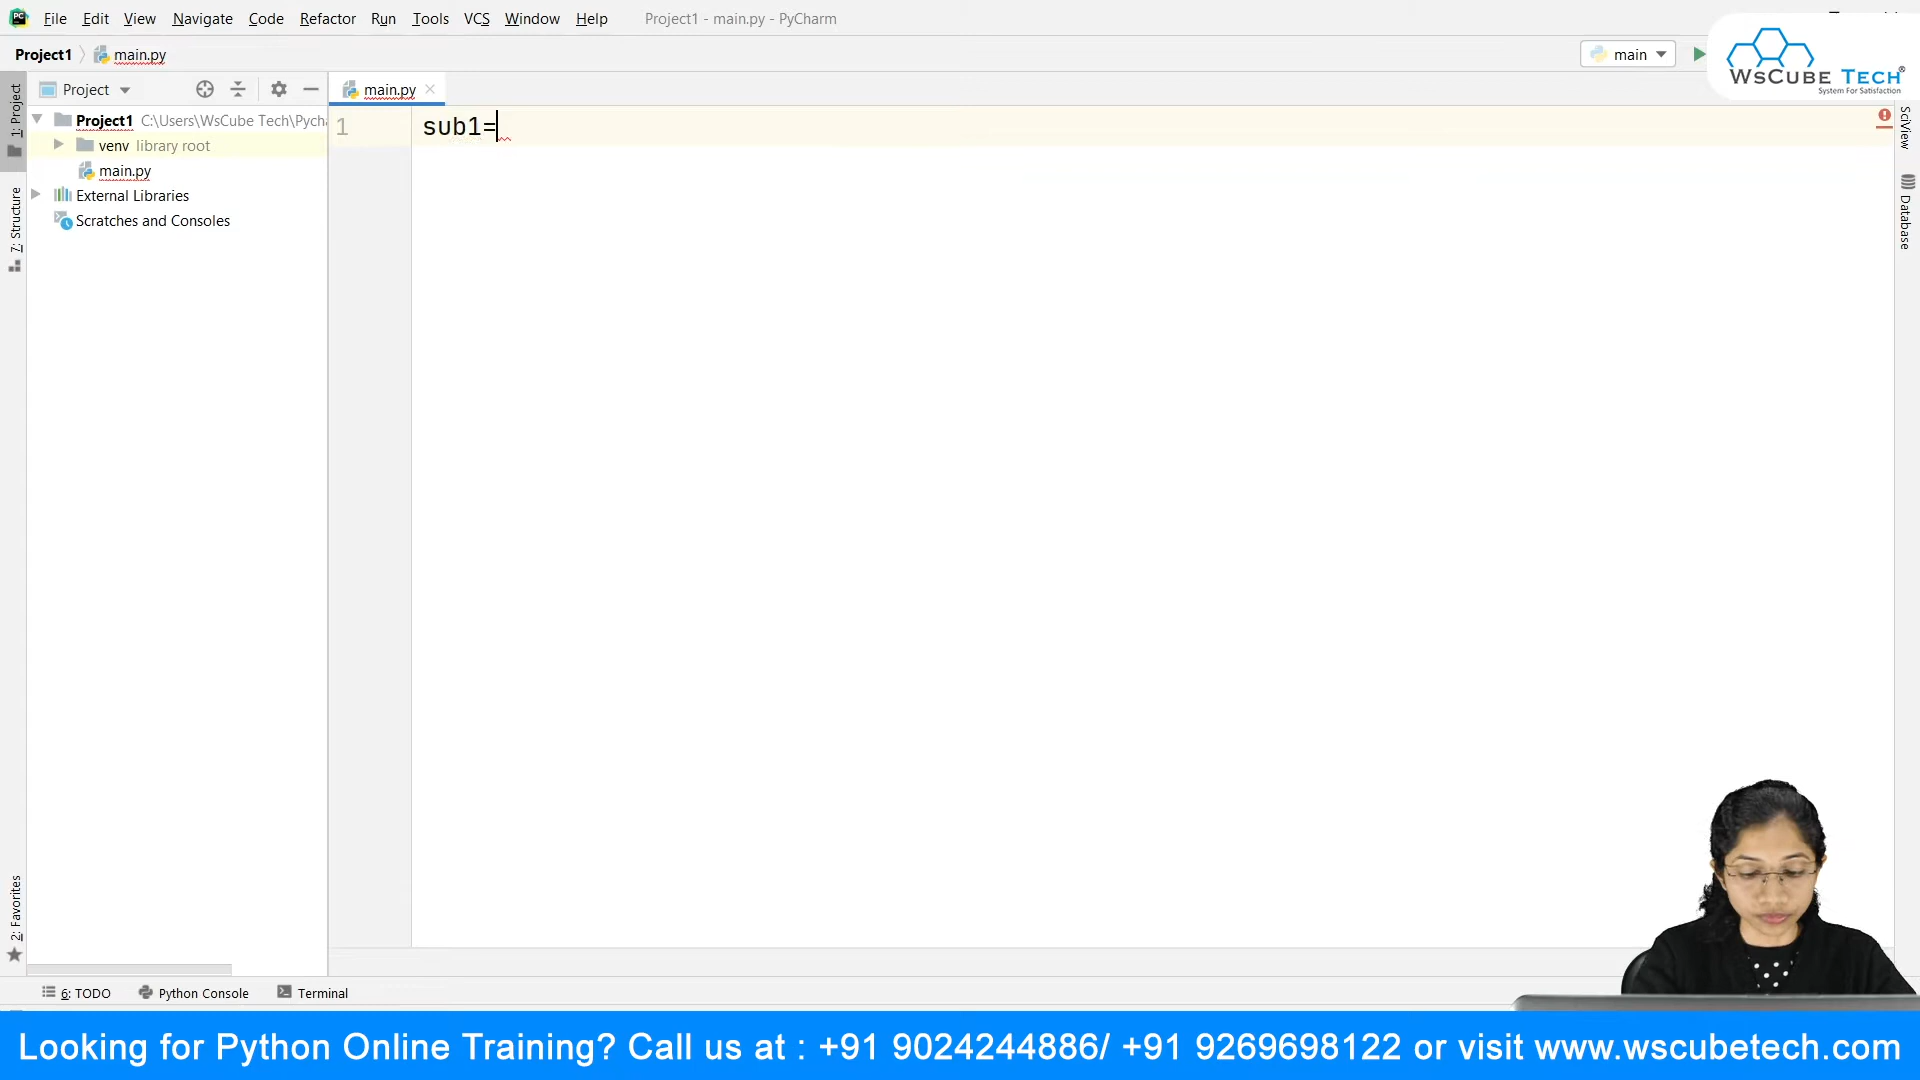 File Edit View Navigate Code Refactor Run Tools VCS Window Help Project1 - main.py - PyCharm
Project1 main.py
main
WsCube Tech®
System For Satisfaction
Project
main.py
1: Project
Project1 C:\Users\WsCube Tech\Pycha
venv library root
main.py
External Libraries
Scratches and Consoles
1 sub1=
SciView
Database
7: Structure
2: Favorites
6: TODO Python Console Terminal
Looking for Python Online Training? Call us at : +91 9024244886/ +91 9269698122 or visit www.wscubetech.com